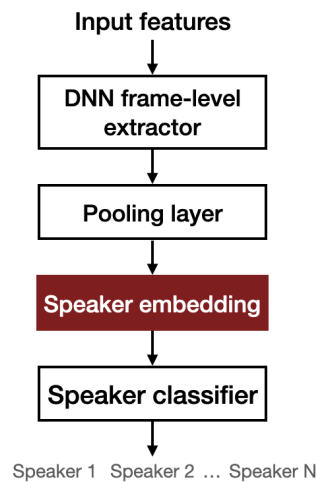 Input features
DNN frame-level
extractor
Pooling layer
Speaker embedding
Speaker classifier
Speaker 1 Speaker 2 ... Speaker N